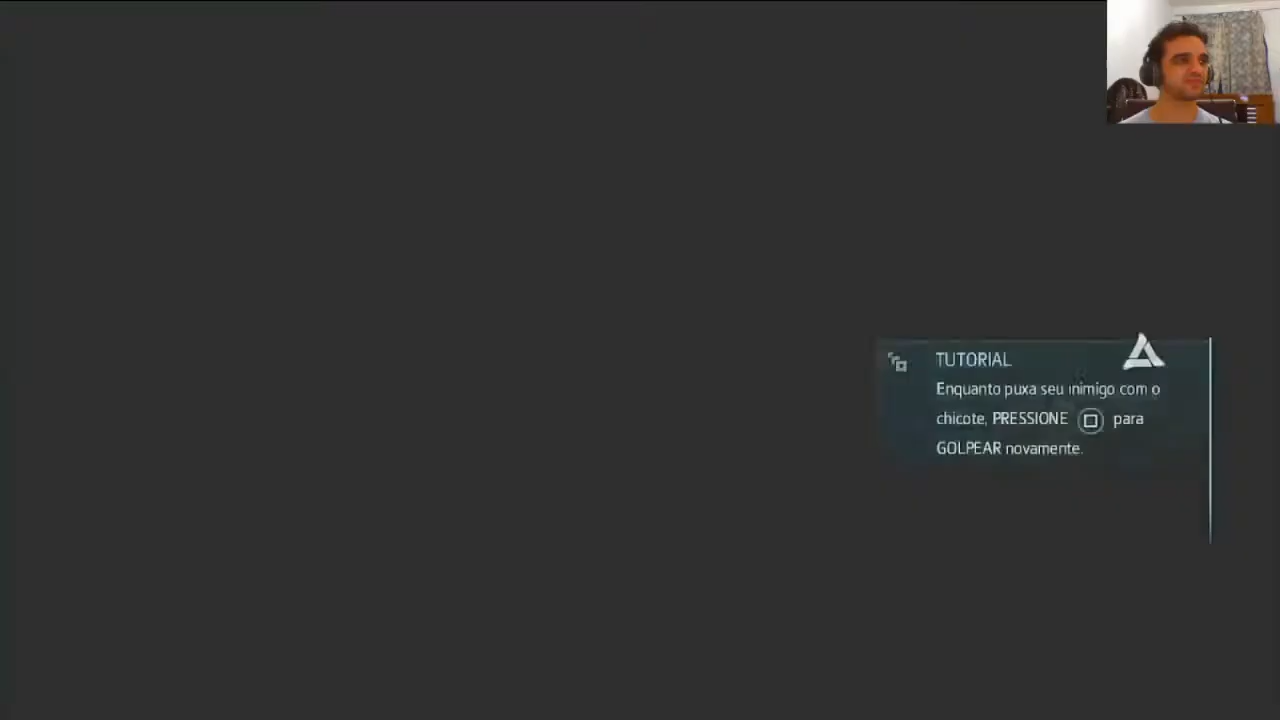 TUTORIAL
Enquanto puxa seu inimigo com o
chicote, PRESSIONE para
GOLPEAR novamente.